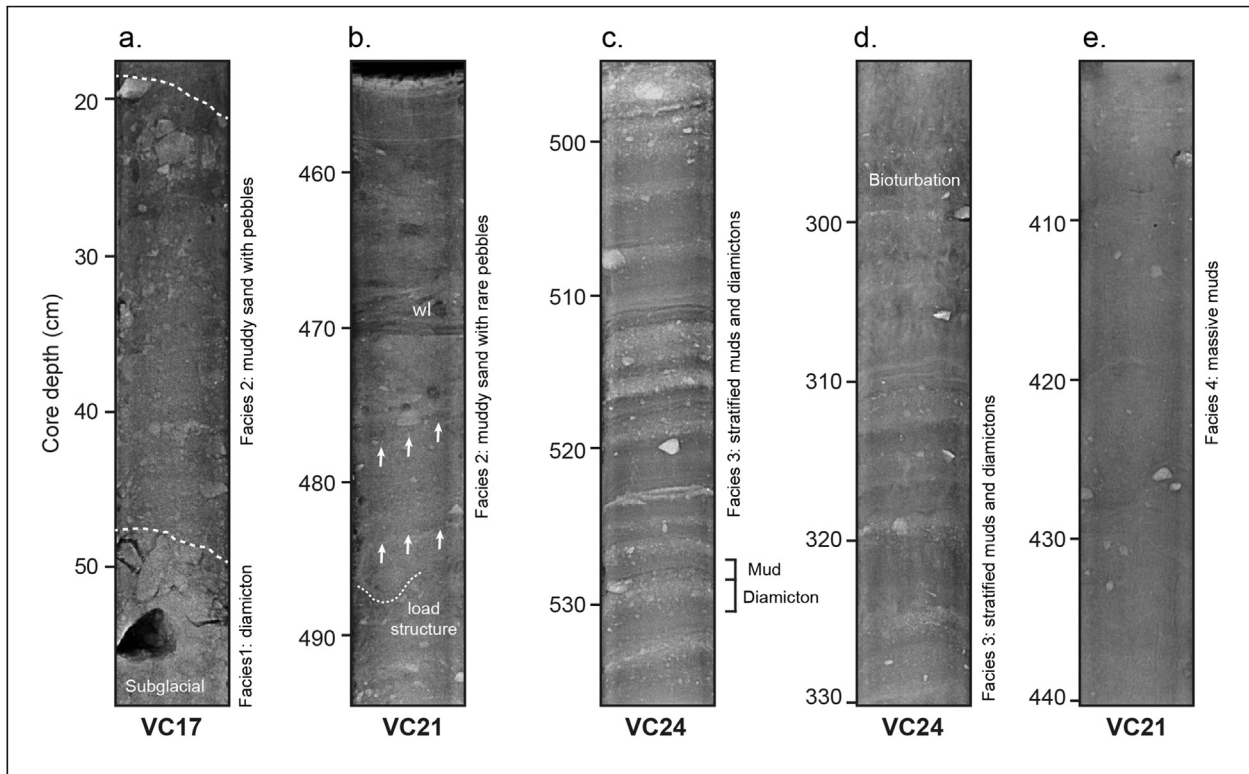 a.
b.
c.
d.
e.
Core depth (cm)
20
30
40
50
Subglacial
Facies 2: muddy sand with pebbles
Facies1: diamicton
VC17
460
470
480
490
wl
load
structure
Facies 2: muddy sand with rare pebbles
VC21
500
510
520
530
Mud
Diamicton
Facies 3: stratified muds and diamictons
VC24
300
310
320
330
Bioturbation
Facies 3: stratified muds and diamictons
VC24
410
420
430
440
Facies 4: massive muds
VC21